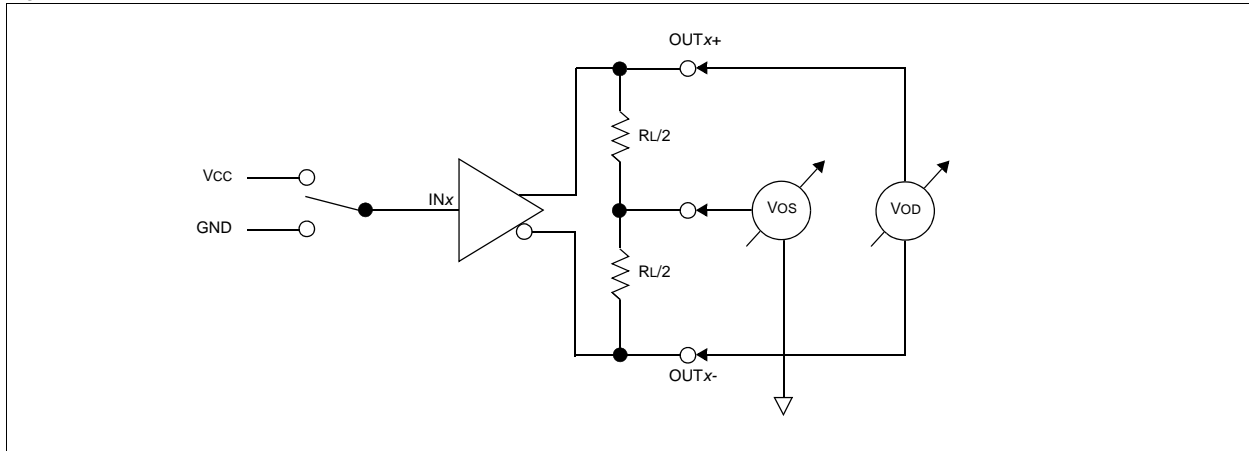 OUTx+
RL/2
VCC
INx
VOS
VOD
GND
RL/2
OUTx-